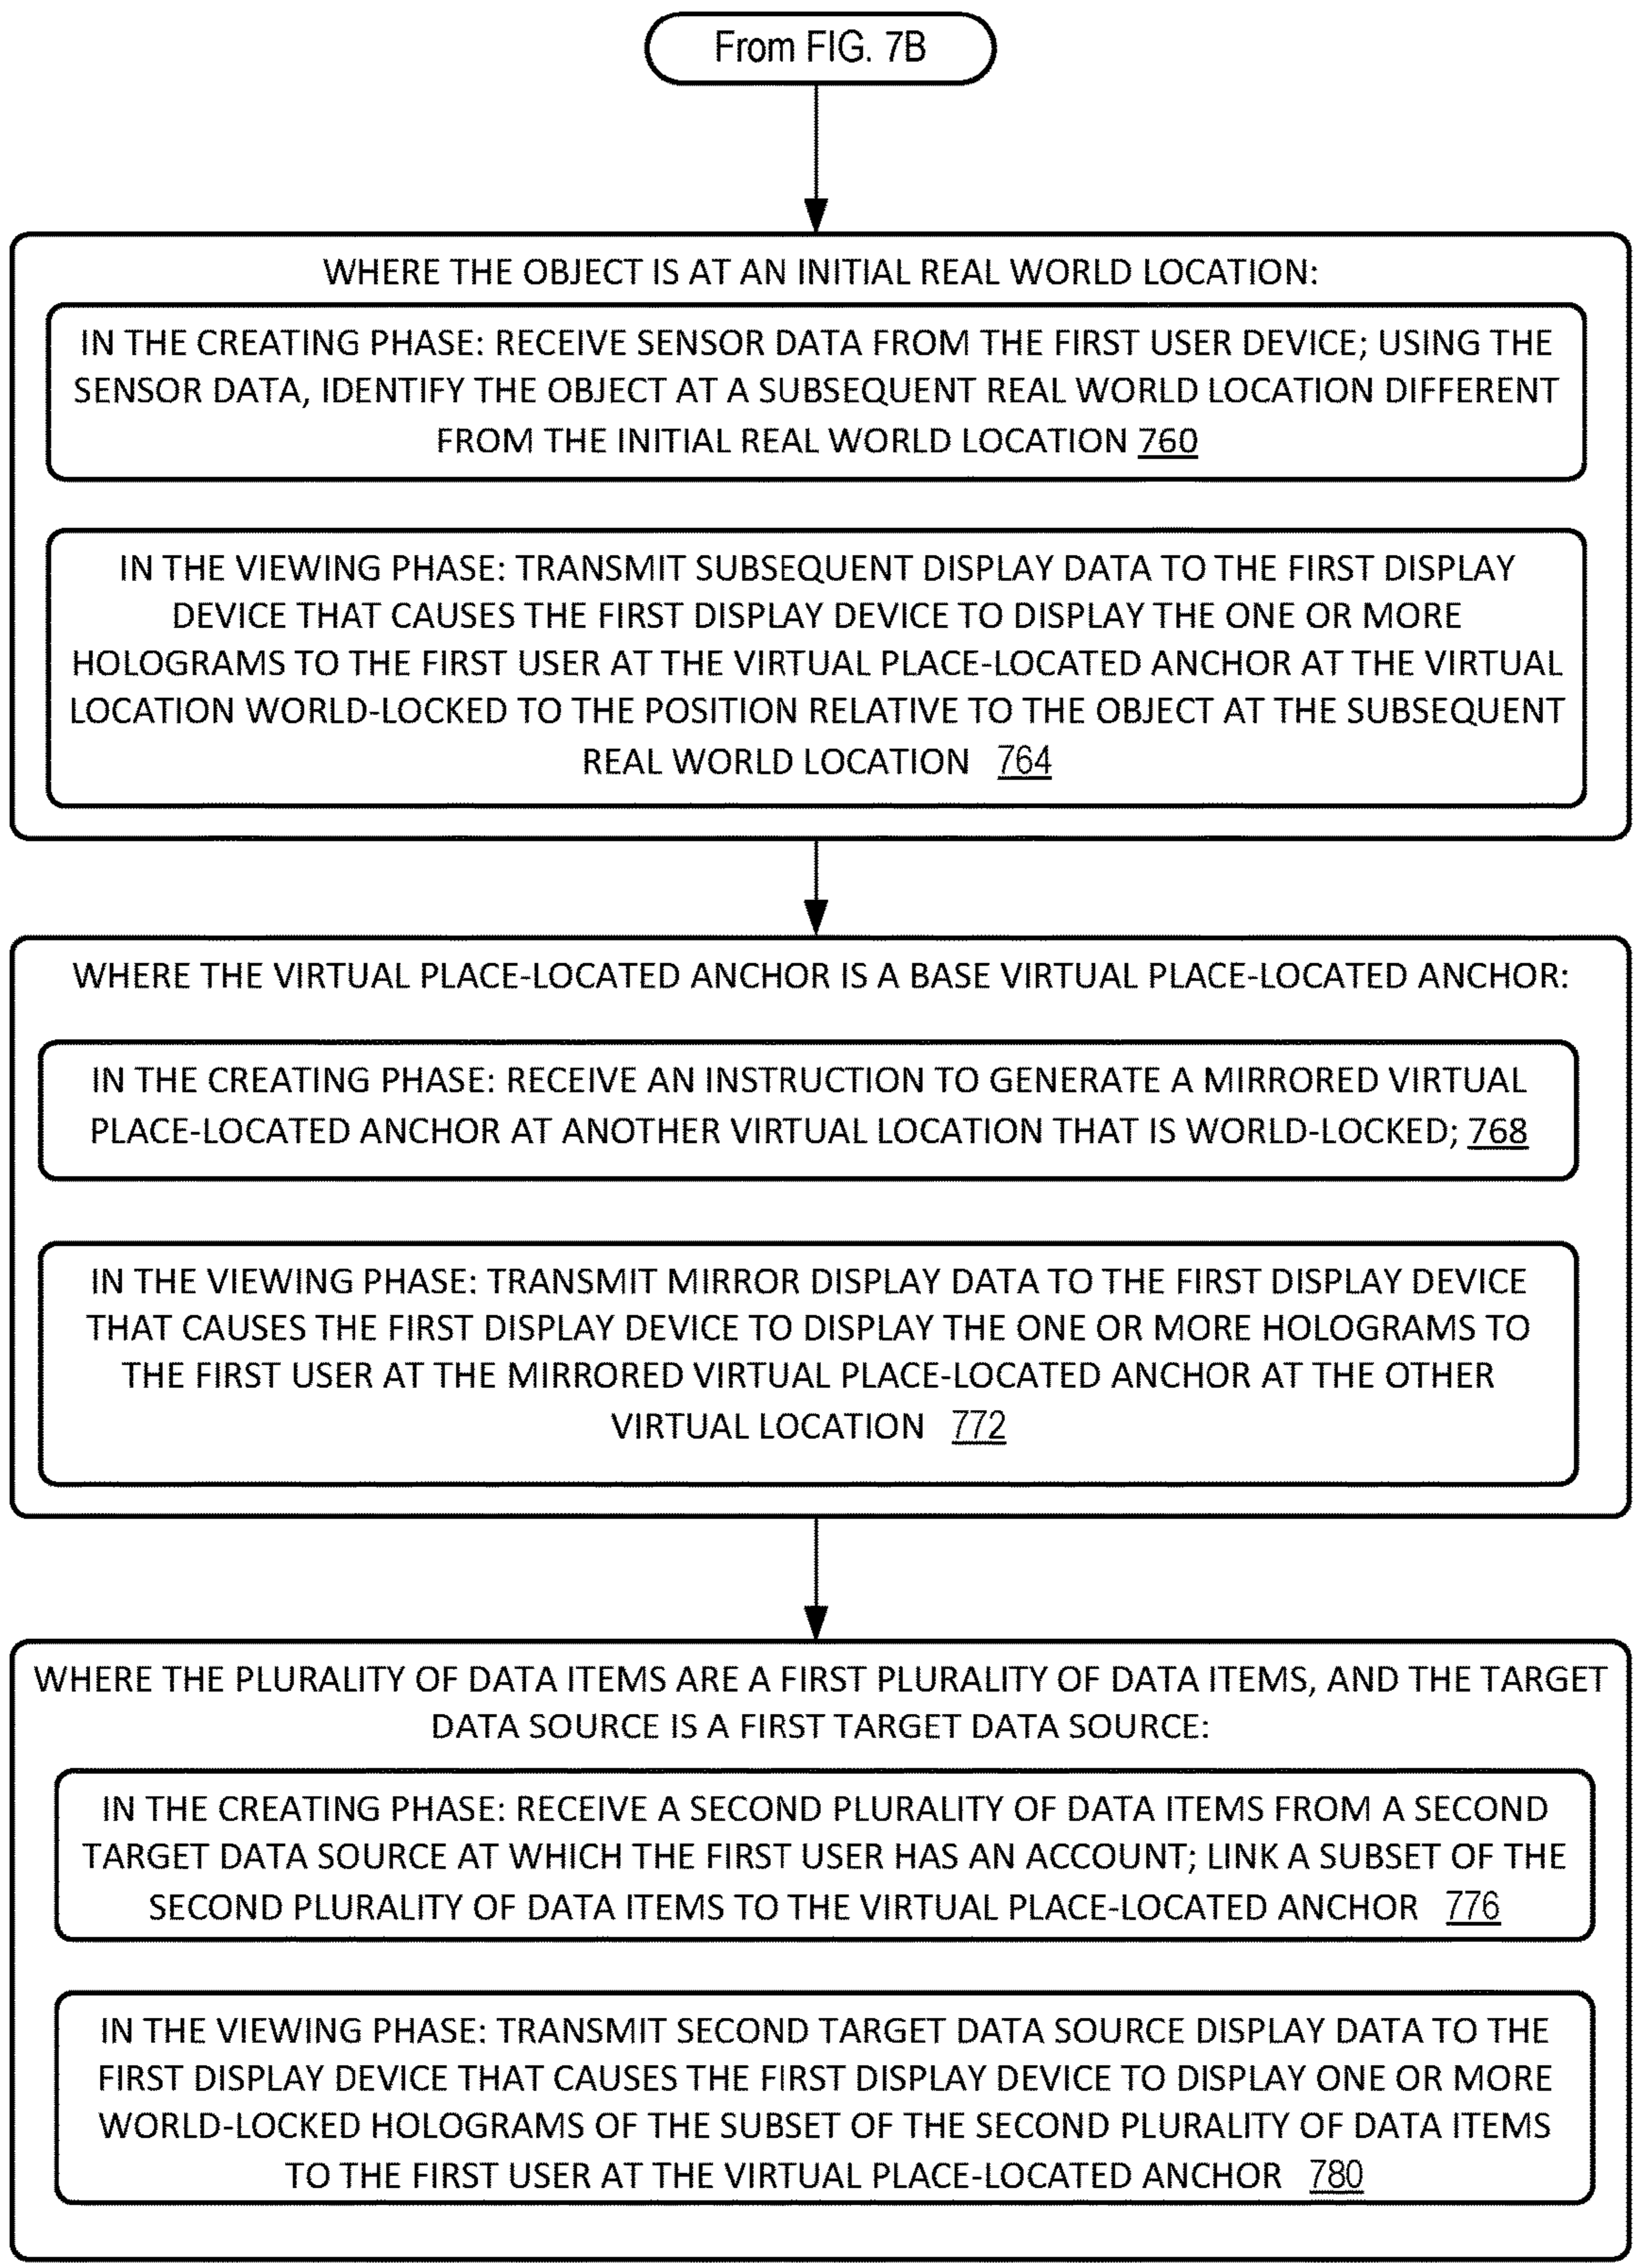 From FIG. 7B
WHERE THE OBJECT IS AT AN INITIAL REAL WORLD LOCATION:
IN THE CREATING PHASE: RECEIVE SENSOR DATA FROM THE FIRST USER DEVICE; USING THE
SENSOR DATA, IDENTIFY THE OBJECT AT A SUBSEQUENT REAL WORLD LOCATION DIFFERENT
FROM THE INITIAL REAL WORLD LOCATION 760
IN THE VIEWING PHASE: TRANSMIT SUBSEQUENT DISPLAY DATA TO THE FIRST DISPLAY
DEVICE THAT CAUSES THE FIRST DISPLAY DEVICE TO DISPLAY THE ONE OR MORE
HOLOGRAMS TO THE FIRST USER AT THE VIRTUAL PLACE-LOCATED ANCHOR AT THE VIRTUAL
LOCATION WORLD-LOCKED TO THE POSITION RELATIVE TO THE OBJECT AT THE SUBSEQUENT
REAL WORLD LOCATION 764
WHERE THE VIRTUAL PLACE-LOCATED ANCHOR IS A BASE VIRTUAL PLACE-LOCATED ANCHOR:
IN THE CREATING PHASE: RECEIVE AN INSTRUCTION TO GENERATE A MIRRORED VIRTUAL
PLACE-LOCATED ANCHOR AT ANOTHER VIRTUAL LOCATION THAT IS WORLD-LOCKED; 768
IN THE VIEWING PHASE: TRANSMIT MIRROR DISPLAY DATA TO THE FIRST DISPLAY DEVICE
THAT CAUSES THE FIRST DISPLAY DEVICE TO DISPLAY THE ONE OR MORE HOLOGRAMS TO
THE FIRST USER AT THE MIRRORED VIRTUAL PLACE-LOCATED ANCHOR AT THE OTHER
VIRTUAL LOCATION 772
WHERE THE PLURALITY OF DATA ITEMS ARE A FIRST PLURALITY OF DATA ITEMS, AND THE TARGET
DATA SOURCE IS A FIRST TARGET DATA SOURCE:
IN THE CREATING PHASE: RECEIVE A SECOND PLURALITY OF DATA ITEMS FROM A SECOND
TARGET DATA SOURCE AT WHICH THE FIRST USER HAS AN ACCOUNT; LINK A SUBSET OF THE
SECOND PLURALITY OF DATA ITEMS TO THE VIRTUAL PLACE-LOCATED ANCHOR 776
IN THE VIEWING PHASE: TRANSMIT SECOND TARGET DATA SOURCE DISPLAY DATA TO THE
FIRST DISPLAY DEVICE THAT CAUSES THE FIRST DISPLAY DEVICE TO DISPLAY ONE OR MORE
WORLD-LOCKED HOLOGRAMS OF THE SUBSET OF THE SECOND PLURALITY OF DATA ITEMS
TO THE FIRST USER AT THE VIRTUAL PLACE-LOCATED ANCHOR 780